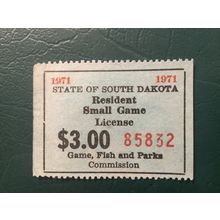 1971 1971
STATE OF SOUTH DAKOTA
Resident
Small Game
License
$3.00 85832
Game, Fish and Parks
Commission